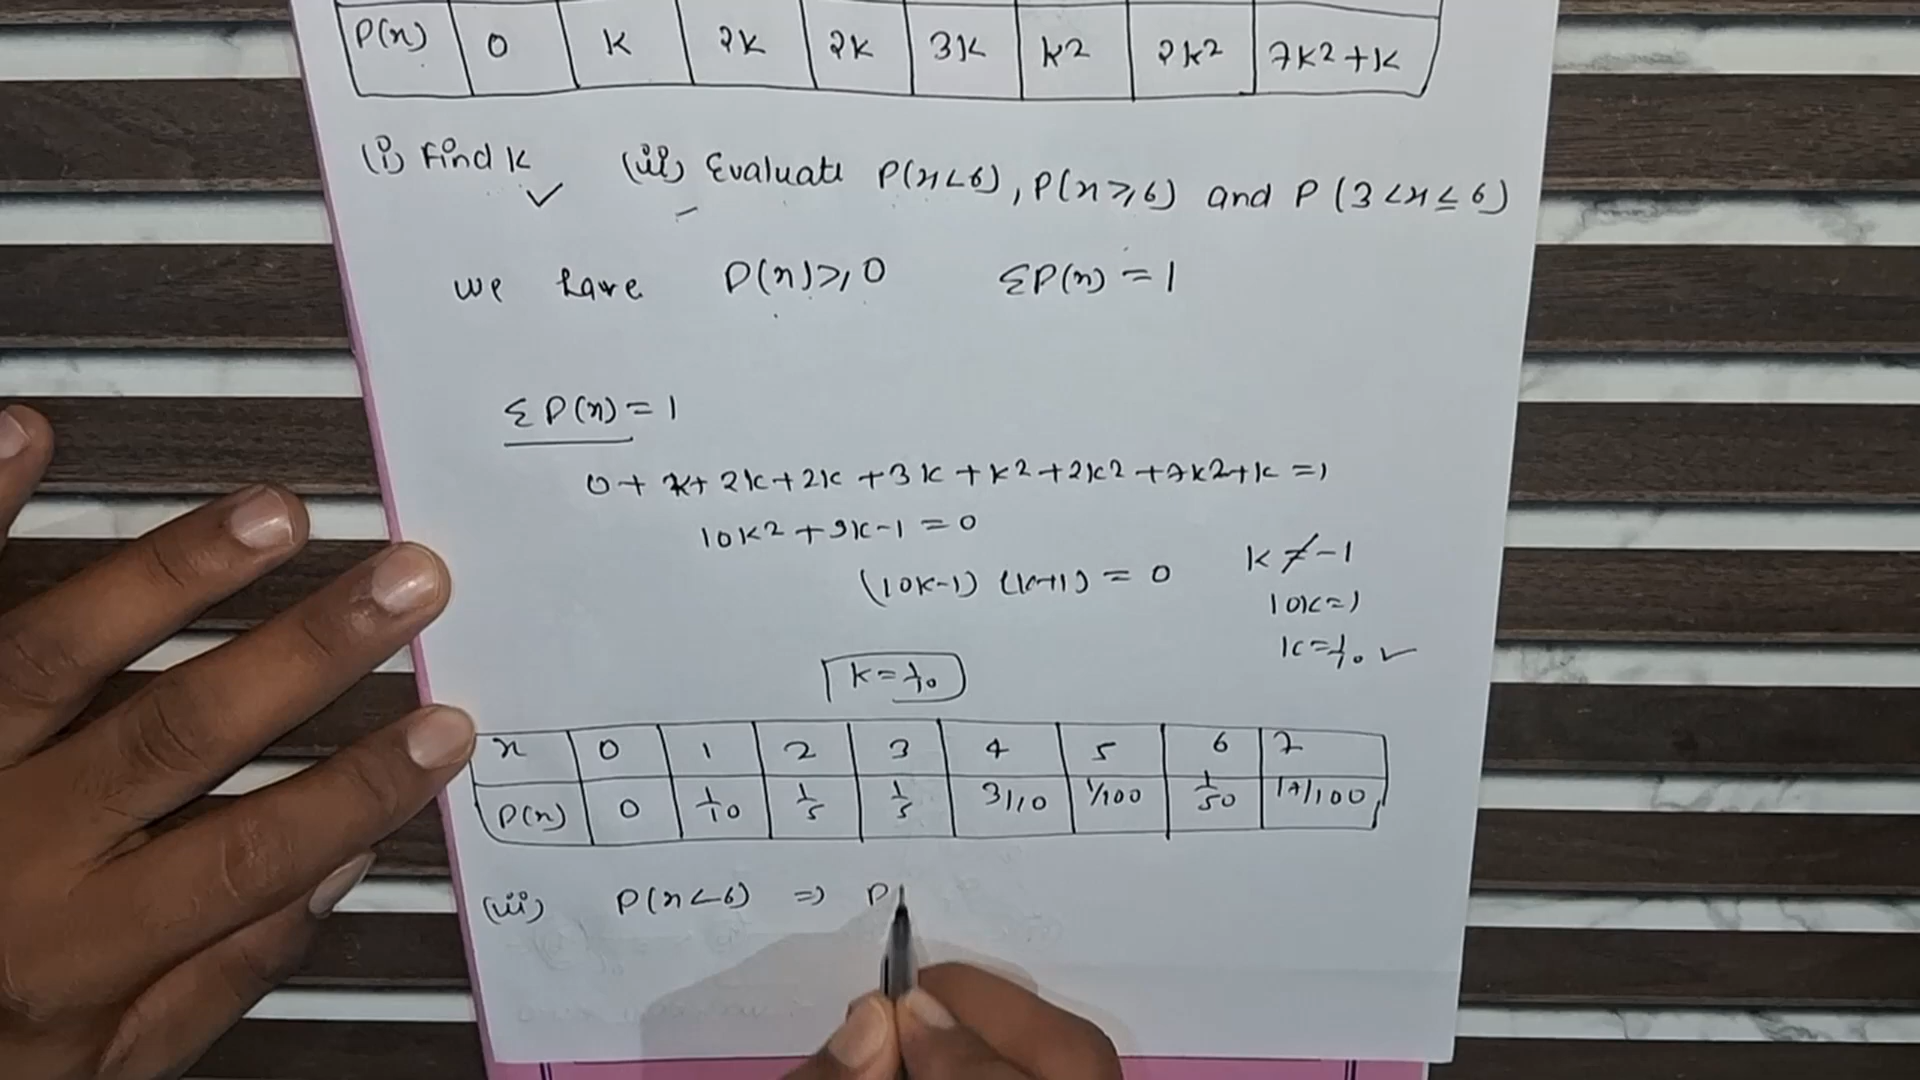 P(x) 0 K 2K 2K 3K K2 2K2 7K2+K
(i) Find K (iii) Evaluate P(x<6), P(x≥6) and P(3<x≤6)
we have P(x)≥0 ΣP(x) = 1
ΣP(x) = 1
0+K+2K+2K+3K+K2+2K2+7K2+K=1
10K2+9K-1=0
(10K-1) (K+1) = 0 K≠-1
10K=1
K=1/10 ✓
K=1/10
x 0 1 2 3 4 5 6 7
P(x) 0 1/10 1/5 1/5 3/10 1/100 1/50 17/100
(iii) P(x<6) ⇒ P